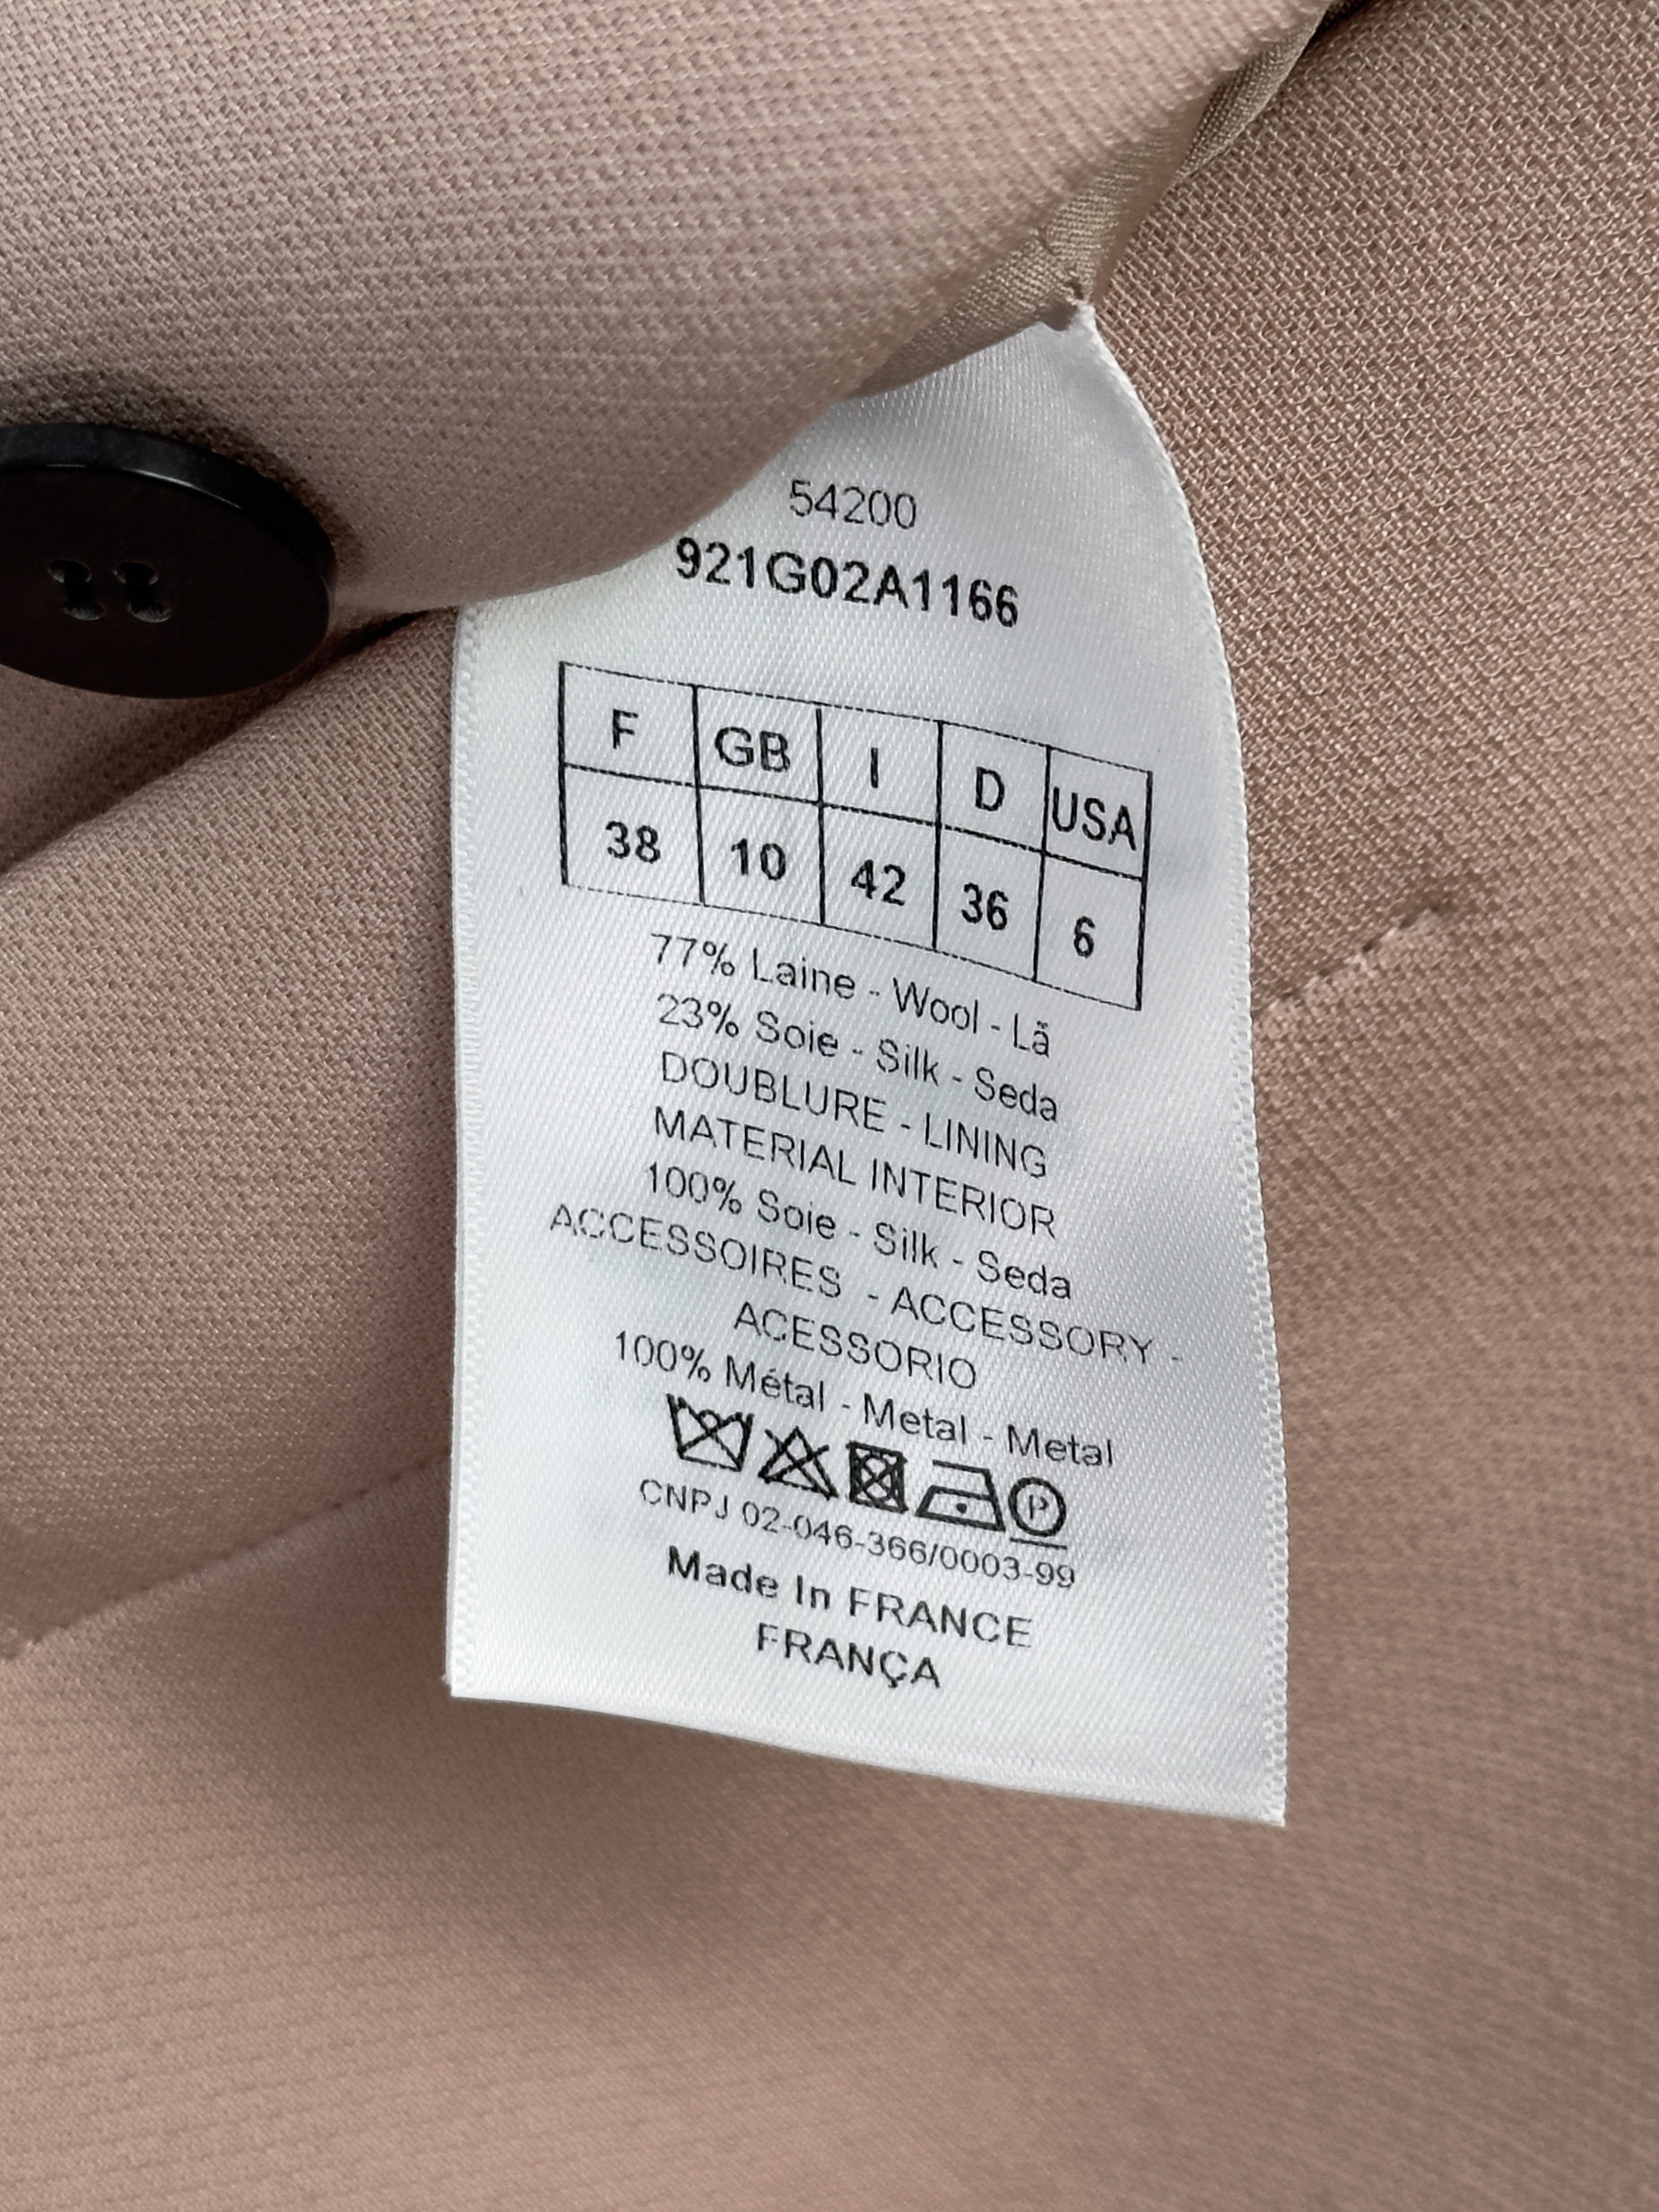 54200
921G02A1166
F GB I D USA
38 10 42 36 6
77% Laine - Wool - Lã
23% Soie - Silk - Seda
DOUBLURE - LINING
MATERIAL INTERIOR
100% Soie - Silk - Seda
ACCESSOIRES - ACCESSORY -
ACESSORIO
100% Métal - Metal - Metal
P
CNPJ 02-046-366/0003-99
Made In FRANCE
FRANÇA